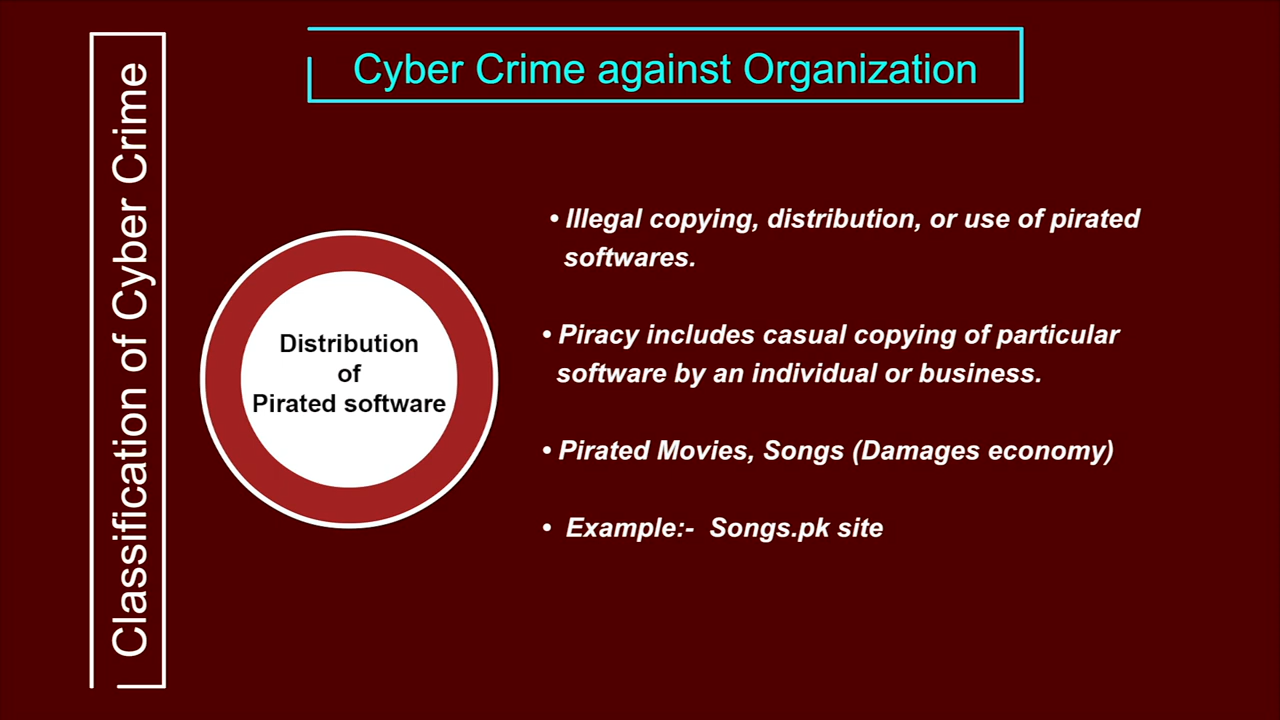 Classification of Cyber Crime
Cyber Crime against Organization
Distribution
of
Pirated software
• Illegal copying, distribution, or use of pirated
softwares.
• Piracy includes casual copying of particular
software by an individual or business.
• Pirated Movies, Songs (Damages economy)
• Example:- Songs.pk site